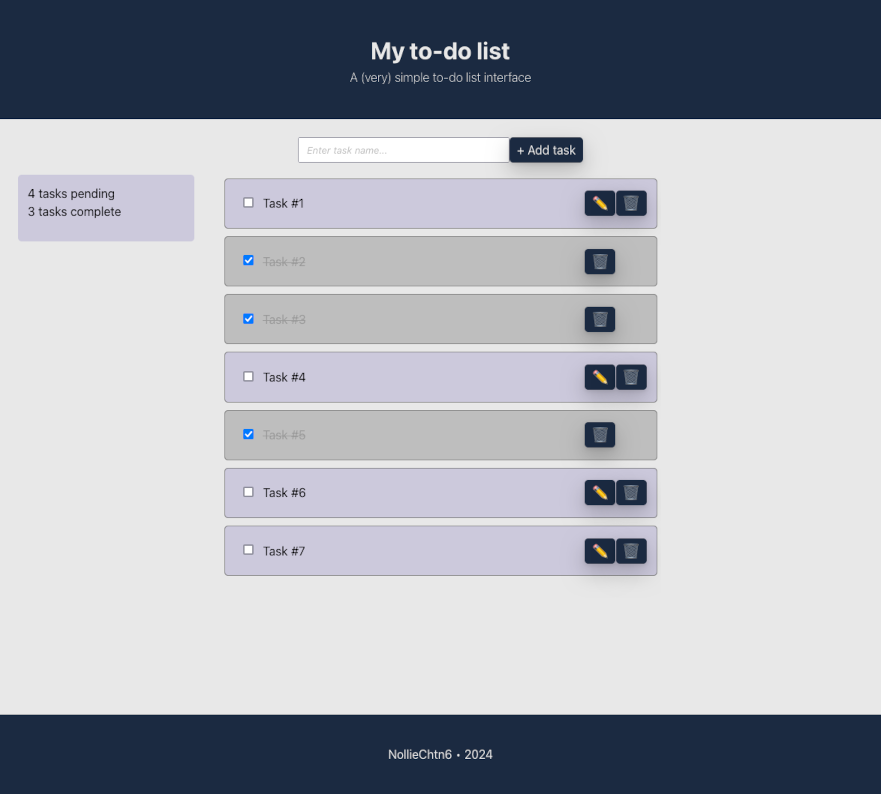 My to-do list
A (very) simple to-do list interface
Enter task name...
+ Add task
4 tasks pending
3 tasks complete
Task #1
Task #2
Task #3
Task #4
Task #5
Task #6
Task #7
NollieChtn6 • 2024